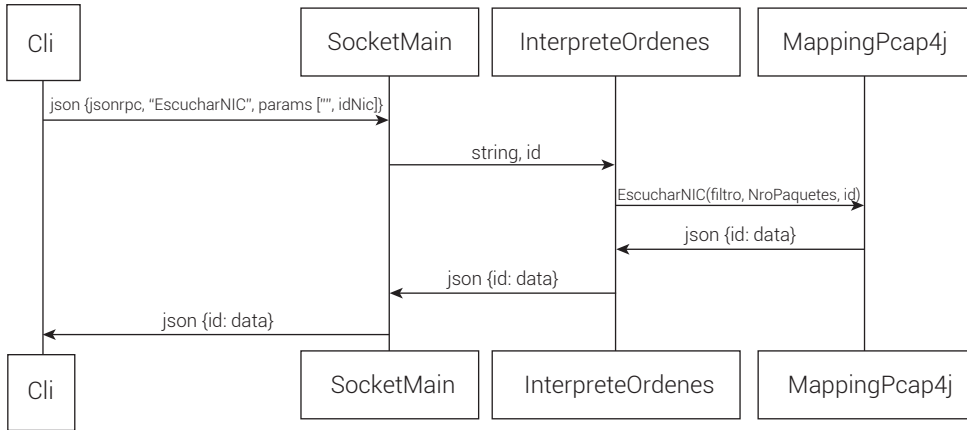 Cli
SocketMain
InterpreteOrdenes
MappingPcap4j
json {jsonrpc, “EscucharNIC”, params [“”, idNic]}
string, id
EscucharNIC(filtro, NroPaquetes, id)
json {id: data}
json {id: data}
json {id: data}
Cli
SocketMain
InterpreteOrdenes
MappingPcap4j